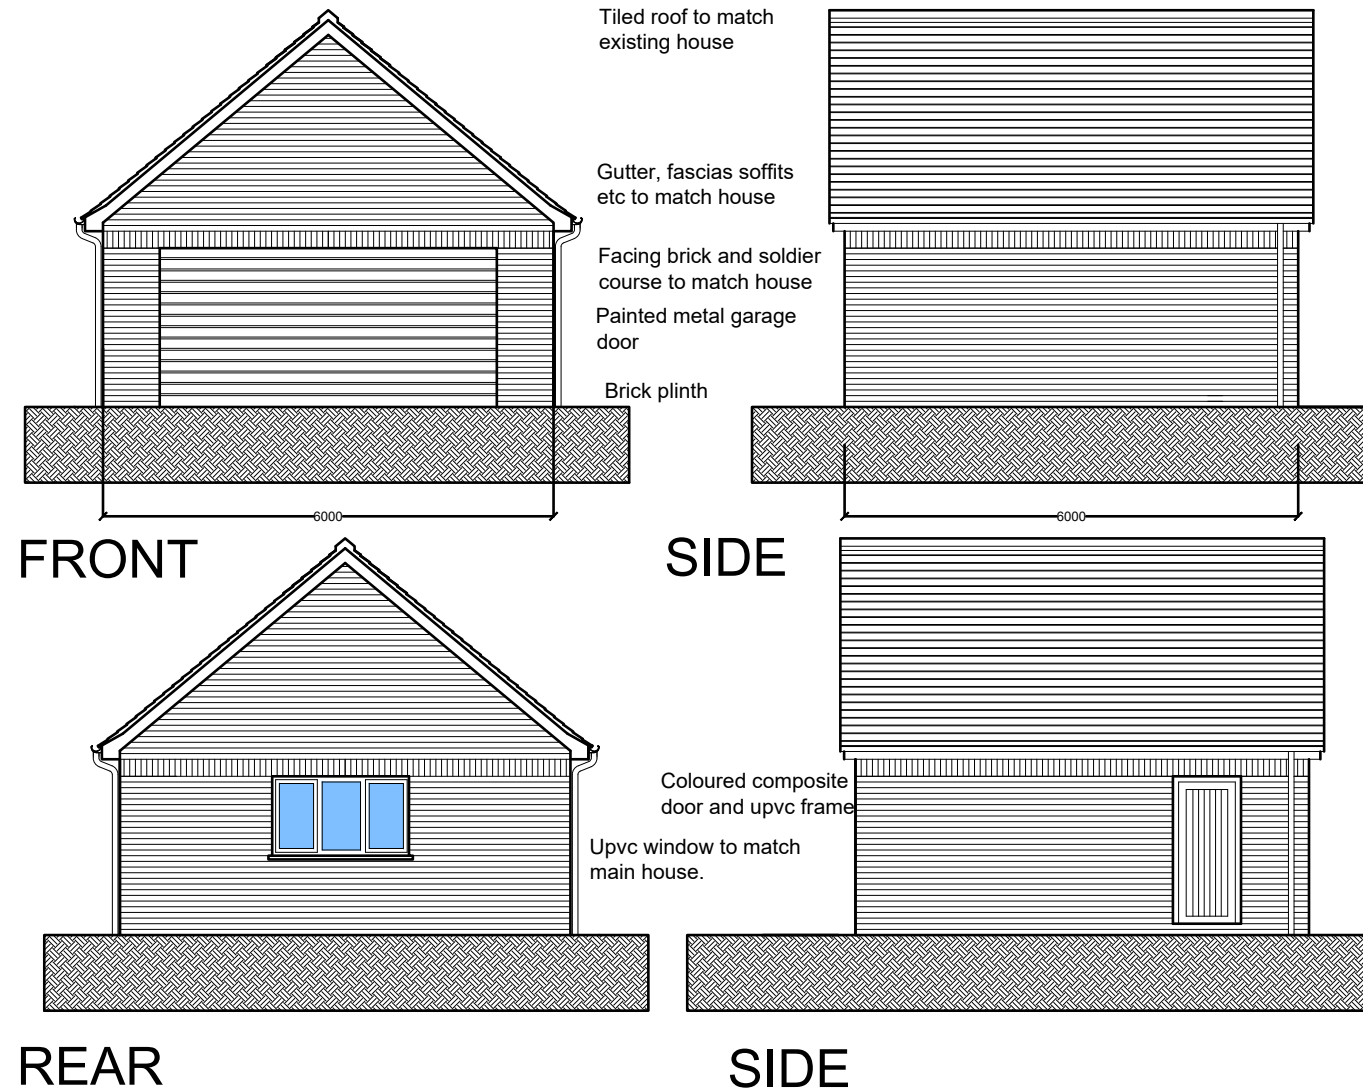 Tiled roof to match
existing house
Gutter, fascias soffits
etc to match house
Facing brick and soldier
course to match house
Painted metal garage
door
Brick plinth
6000
6000
FRONT
SIDE
Coloured composite
door and upvc frame
Upvc window to match
main house.
REAR
SIDE